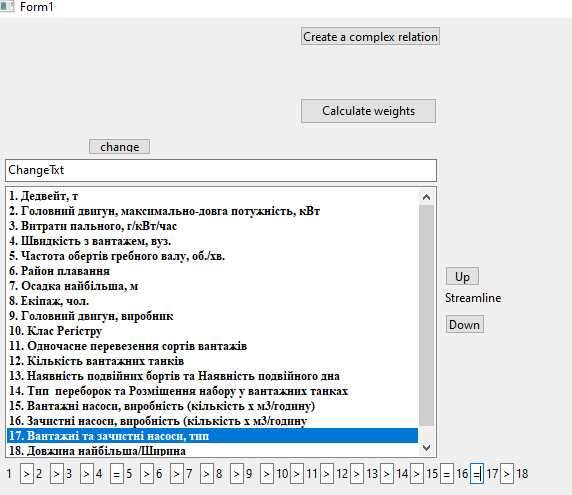 Form1
Create a complex relation
Calculate weights
change
ChangeTxt
1. Дедвейт, т
2. Головний двигун, максимально-довга потужність, кВт
3. Витрати пального, г/кВт/час
4. Швидкість з вантажем, вуз.
5. Частота обертів гребного валу, об./хв.
6. Район плавання
7. Осадка найбільша, м
8. Екіпаж, чол.
9. Головний двигун, виробник
10. Клас Регістру
11. Одночасне перевезення сортів вантажів
12. Кількість вантажних танків
13. Наявність подвійних бортів та Наявність подвійного дна
14. Тип  переборок та Розміщення набору у вантажних танках
15. Вантажні насоси, виробність (кількість х м3/годину)
16. Зачистні насоси, виробність (кількість х м3/годину
17. Вантажні та зачистні насоси, тип
18. Довжина найбільша/Ширина
Up
Streamline
Down
1 > 2 > 3 > 4 = 5 > 6 > 7 > 8 > 9 > 10 > 11 > 12 > 13 > 14 > 15 = 16 = 17 > 18